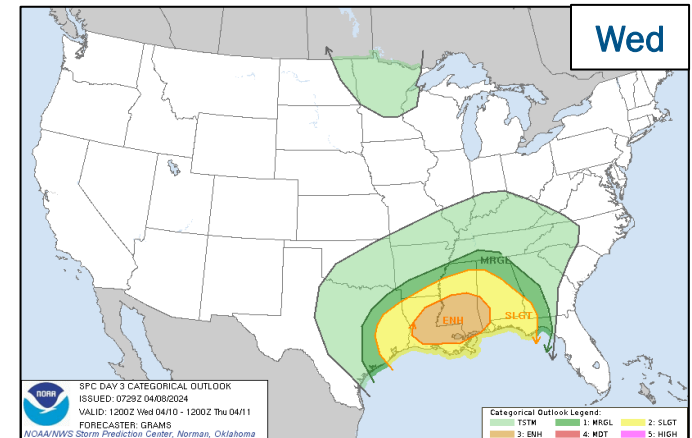 Wed
MRGL
SLGT
ENH
SPC DAY 3 CATEGORICAL OUTLOOK
ISSUED: 0729Z 04/08/2024
VALID: 1200Z Wed 04/10 - 1200Z Thu 04/11
FORECASTER: GRAMS
NOAA/NWS Storm Prediction Center, Norman, Oklahoma
NOAA
Categorical Outlook Legend:
TSTM 1: MRGL 2: SLGT
3: ENH 4: MDT 5: HIGH